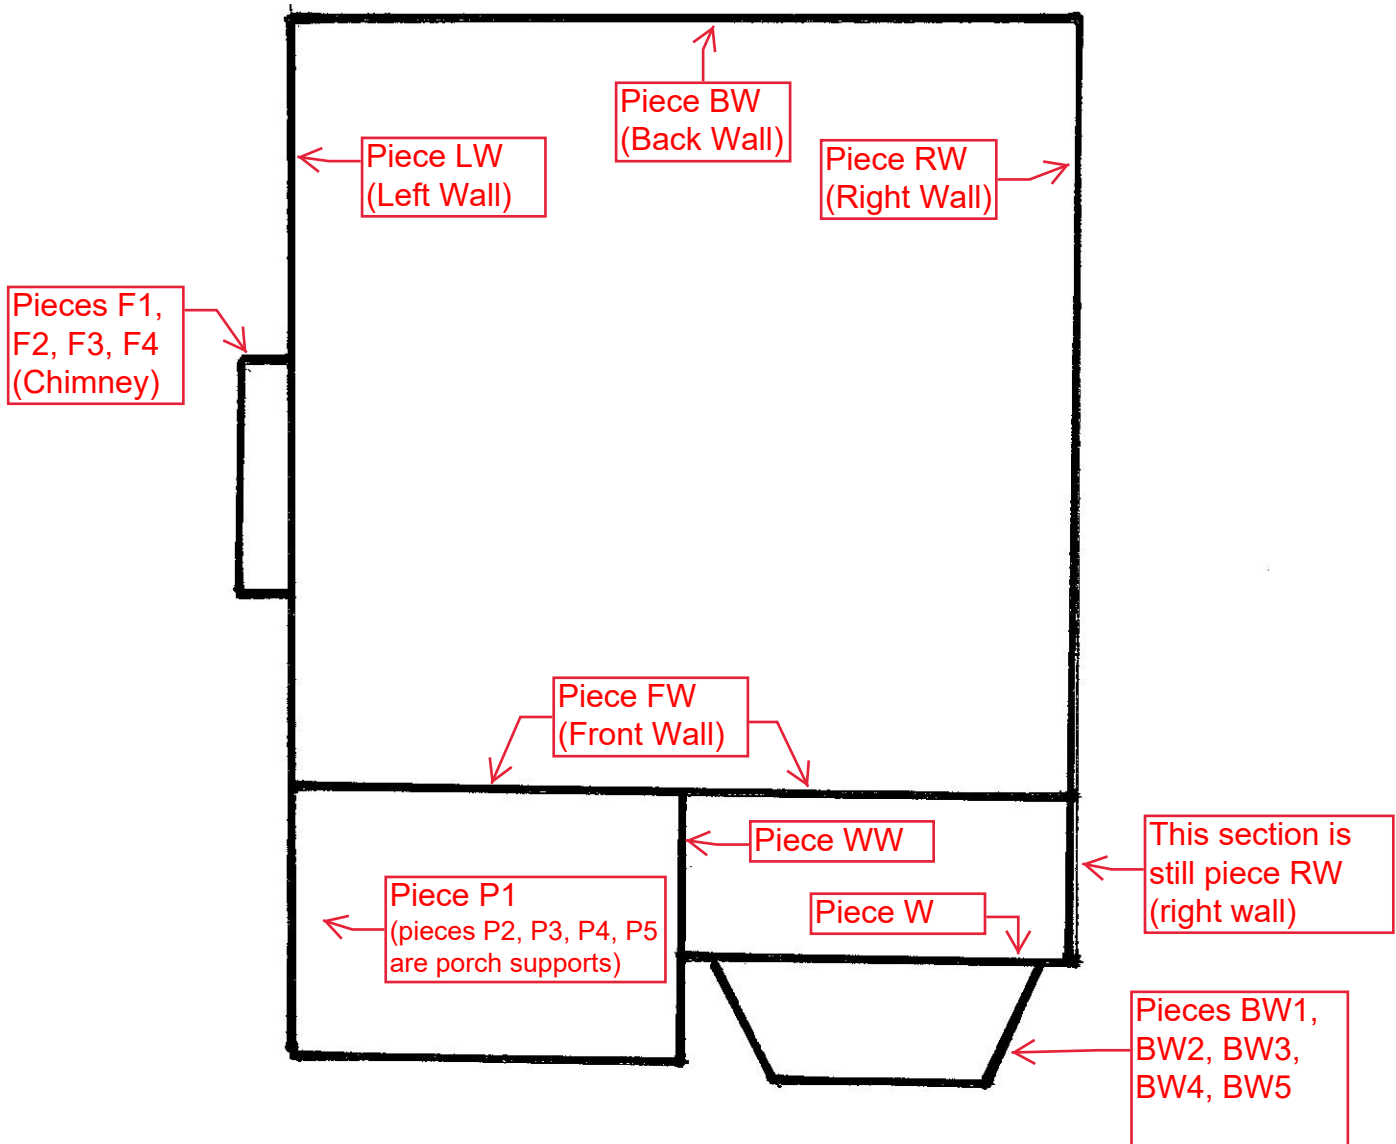 Piece BW
(Back Wall)
Piece LW
(Left Wall)
Piece RW
(Right Wall)
Pieces F1,
F2, F3, F4
(Chimney)
Piece FW
(Front Wall)
Piece WW
This section is
still piece RW
(right wall)
Piece P1
(pieces P2, P3, P4, P5
are porch supports)
Piece W
Pieces BW1,
BW2, BW3,
BW4, BW5